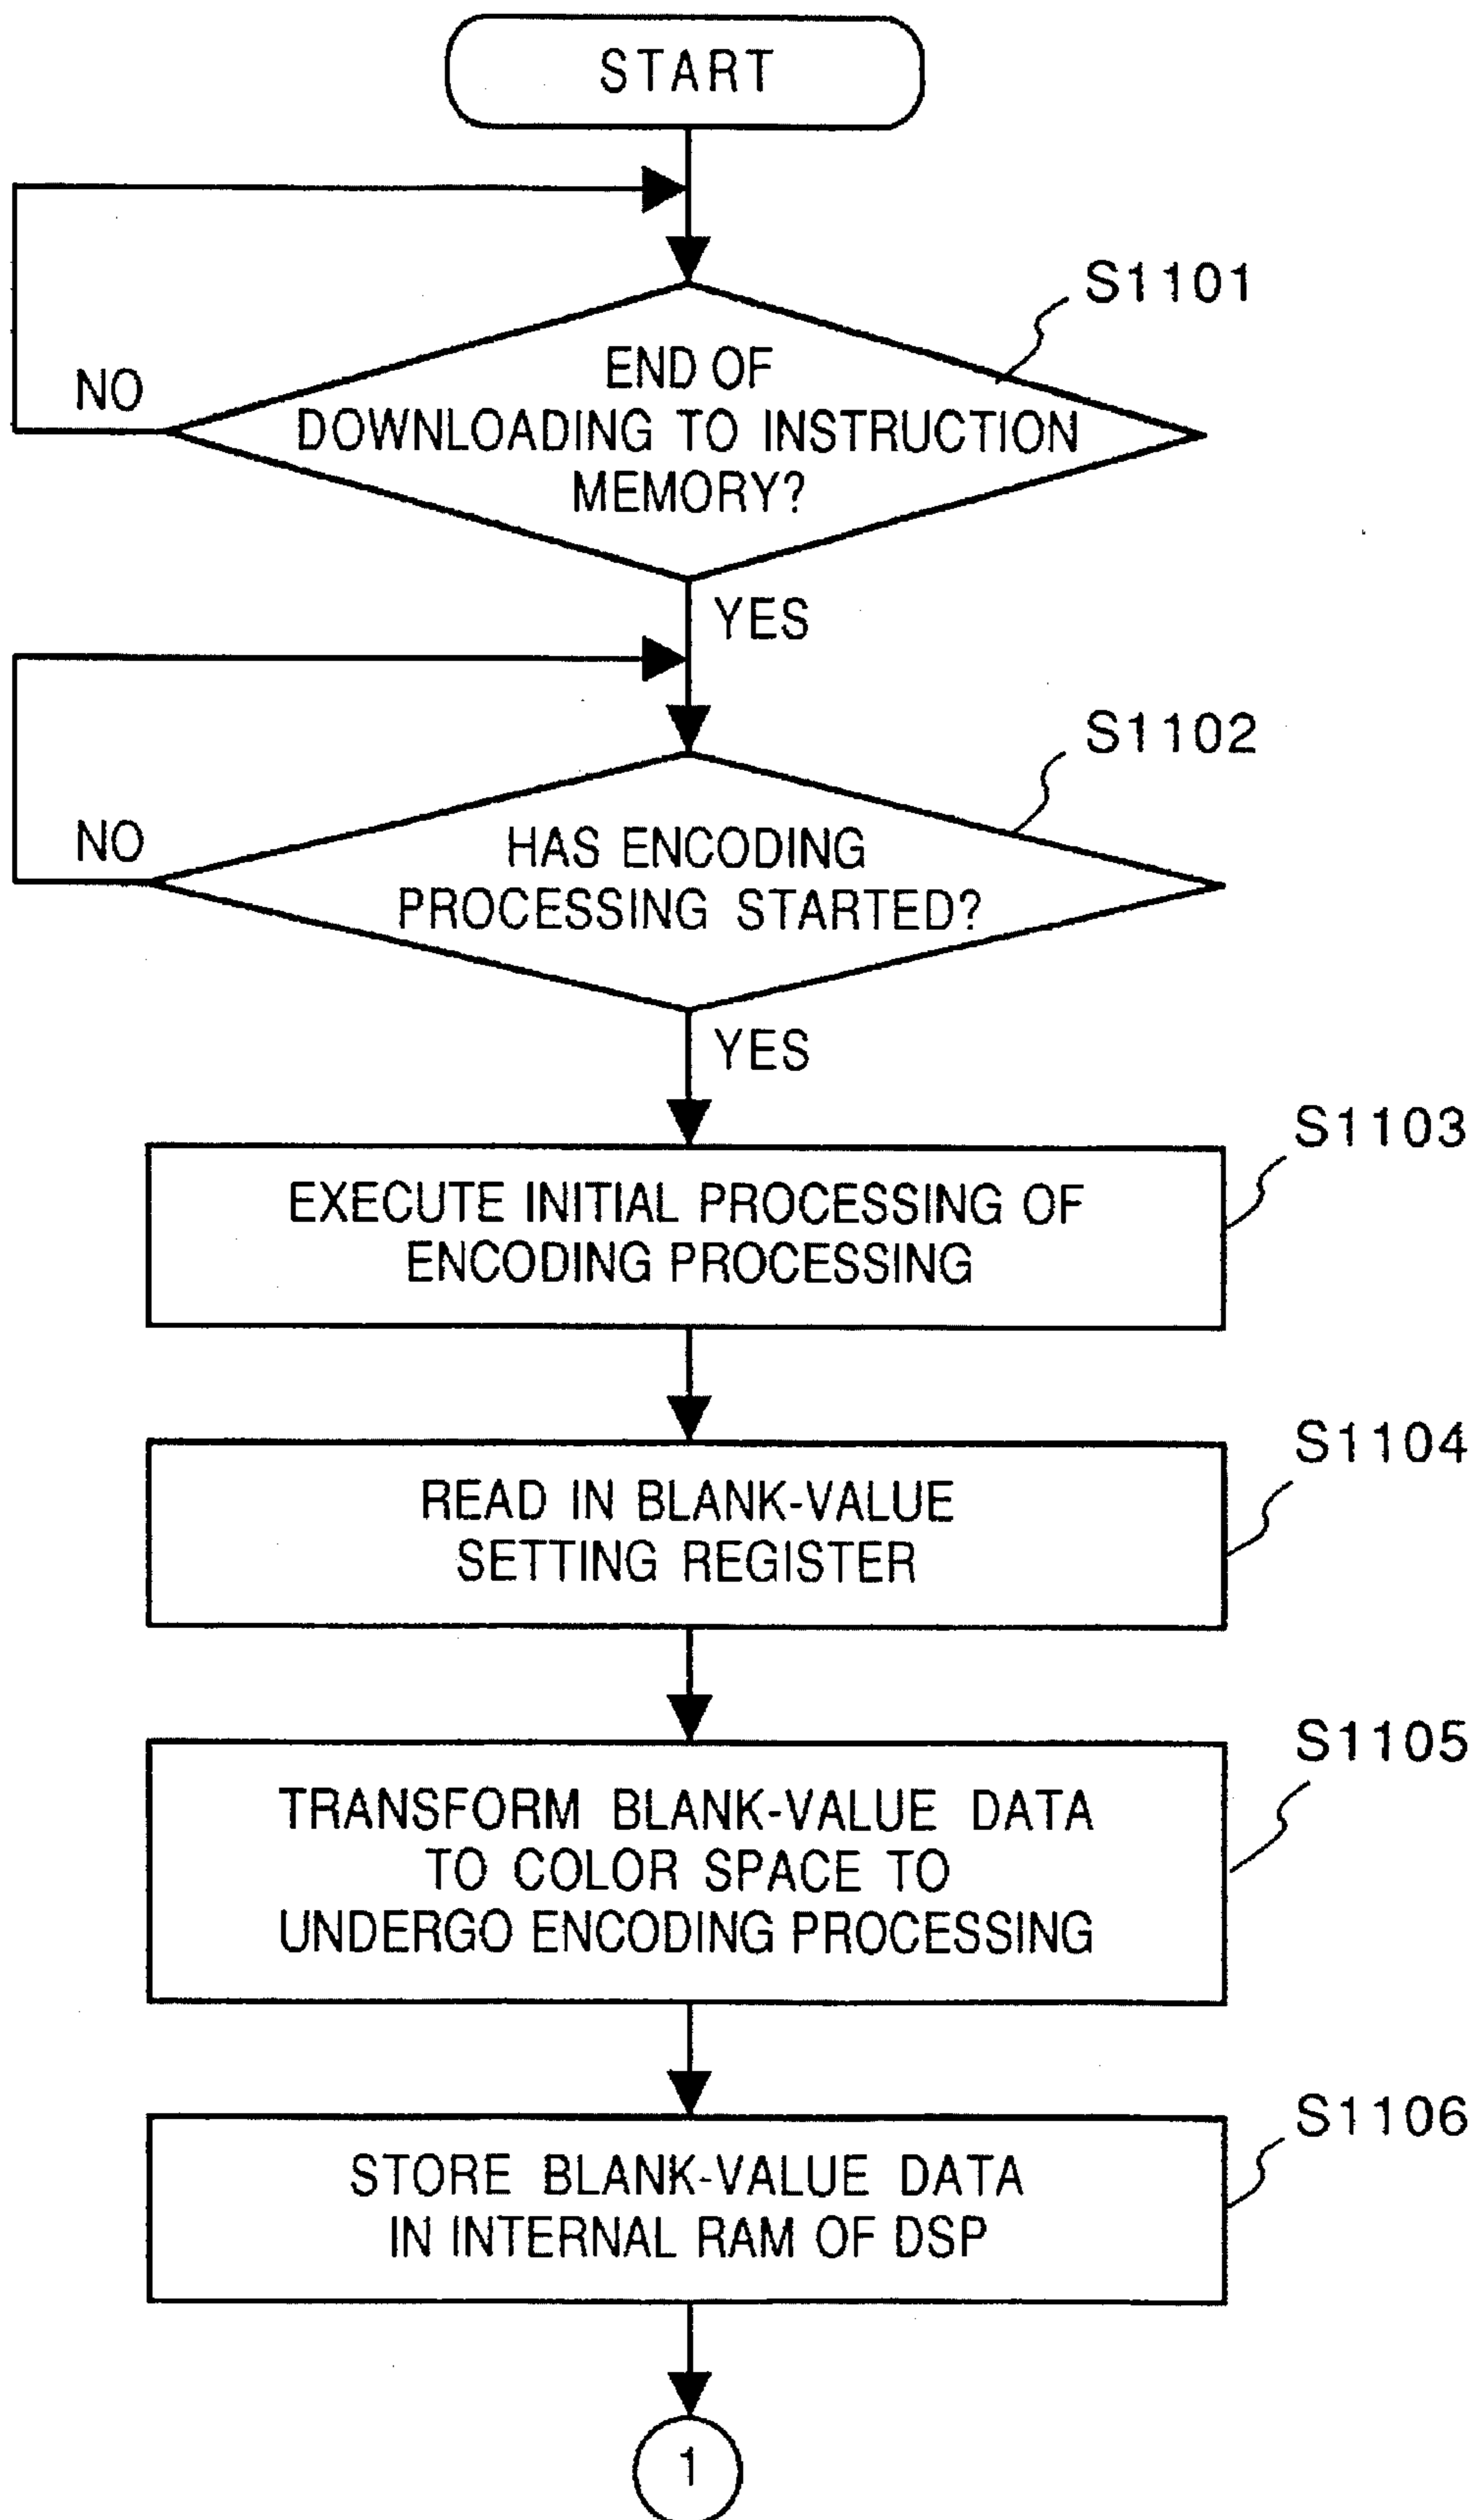 START
S1101
END OF
NO
DOWNLOADING TO INSTRUCTION
MEMORY?
YES
S1102
HAS ENCODING
NO
PROCESSING STARTED?
YES
S1103
EXECUTE INITIAL PROCESSING OF
ENCODING PROCESSING
S1104
READ IN BLANK-VALUE
SETTING REGISTER
S1105
TRANSFORM BLANK-VALUE DATA
TO COLOR SPACE TO
UNDERGO ENCODING PROCESSING
S1106
STORE BLANK-VALUE DATA
IN INTERNAL RAM OF DSP
1